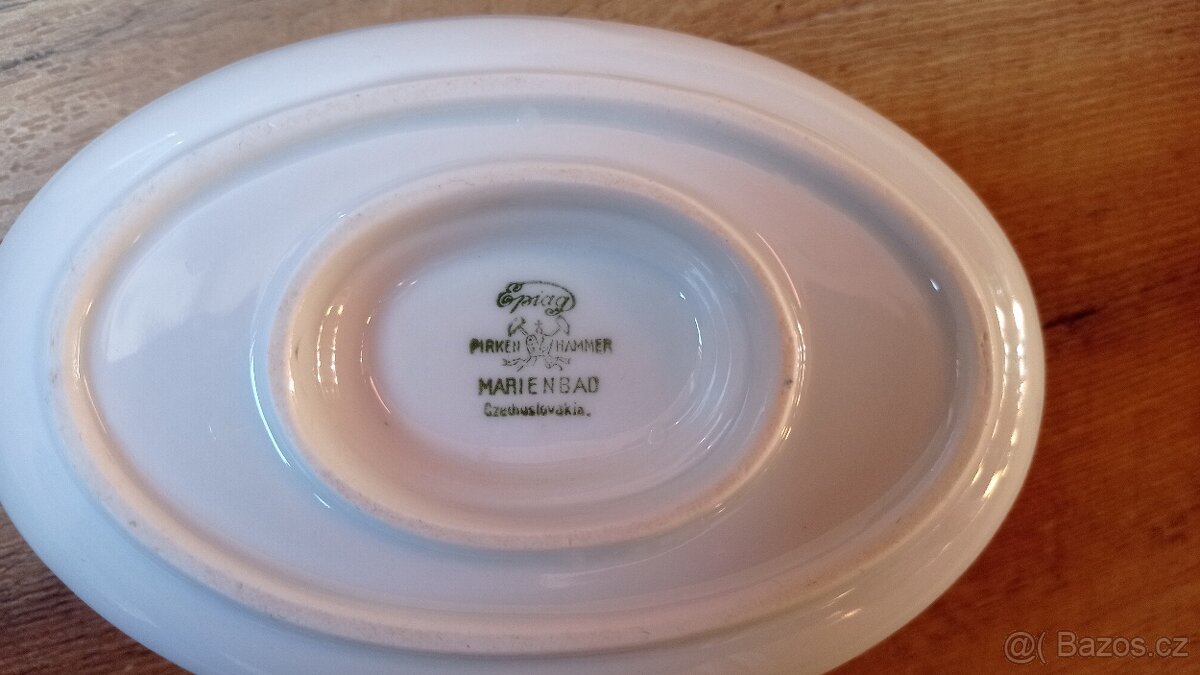 Epiag
PIRKEN HAMMER
MARIENBAD
Czechoslovakia.
@( Bazos.cz